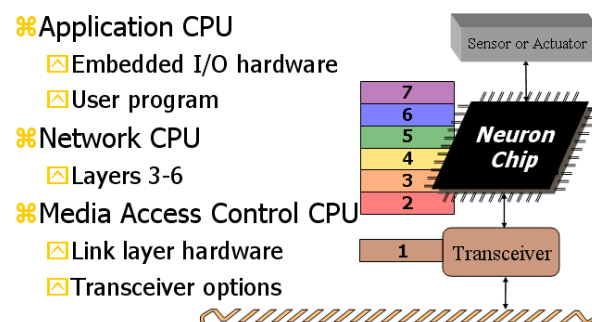 Application CPU
Embedded I/O hardware
User program
Network CPU
Layers 3-6
Media Access Control CPU
Link layer hardware
Transceiver options
Sensor or Actuator
7
6
5
4
3
2
Neuron
Chip
1
Transceiver